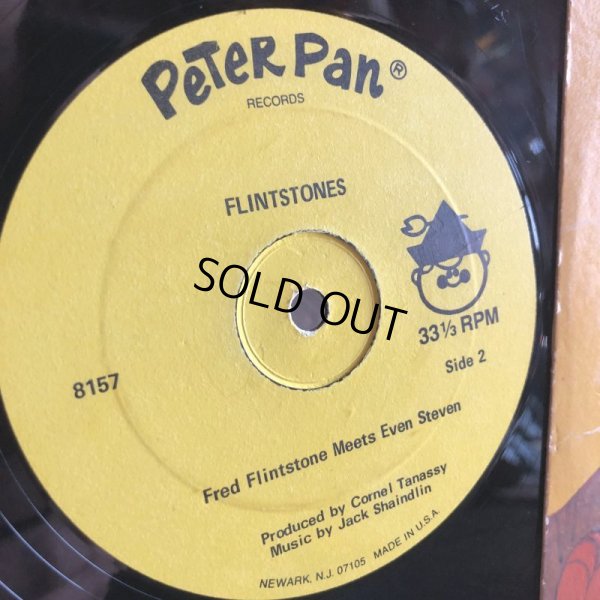 PETER PAN®
RECORDS
FLINTSTONES
SOLD OUT
33⅓ RPM
Side 2
8157
Fred Flintstone Meets Even Steven
Produced by Cornel Tanassy
Music by Jack Shaindlin
NEWARK, N.J. 07105 MADE IN U.S.A.